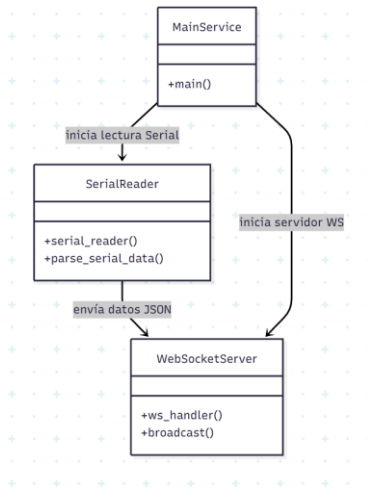 MainService
+main()
inicia lectura Serial
SerialReader
+serial_reader()
+parse_serial_data()
inicia servidor WS
envía datos JSON
WebSocketServer
+ws_handler()
+broadcast()